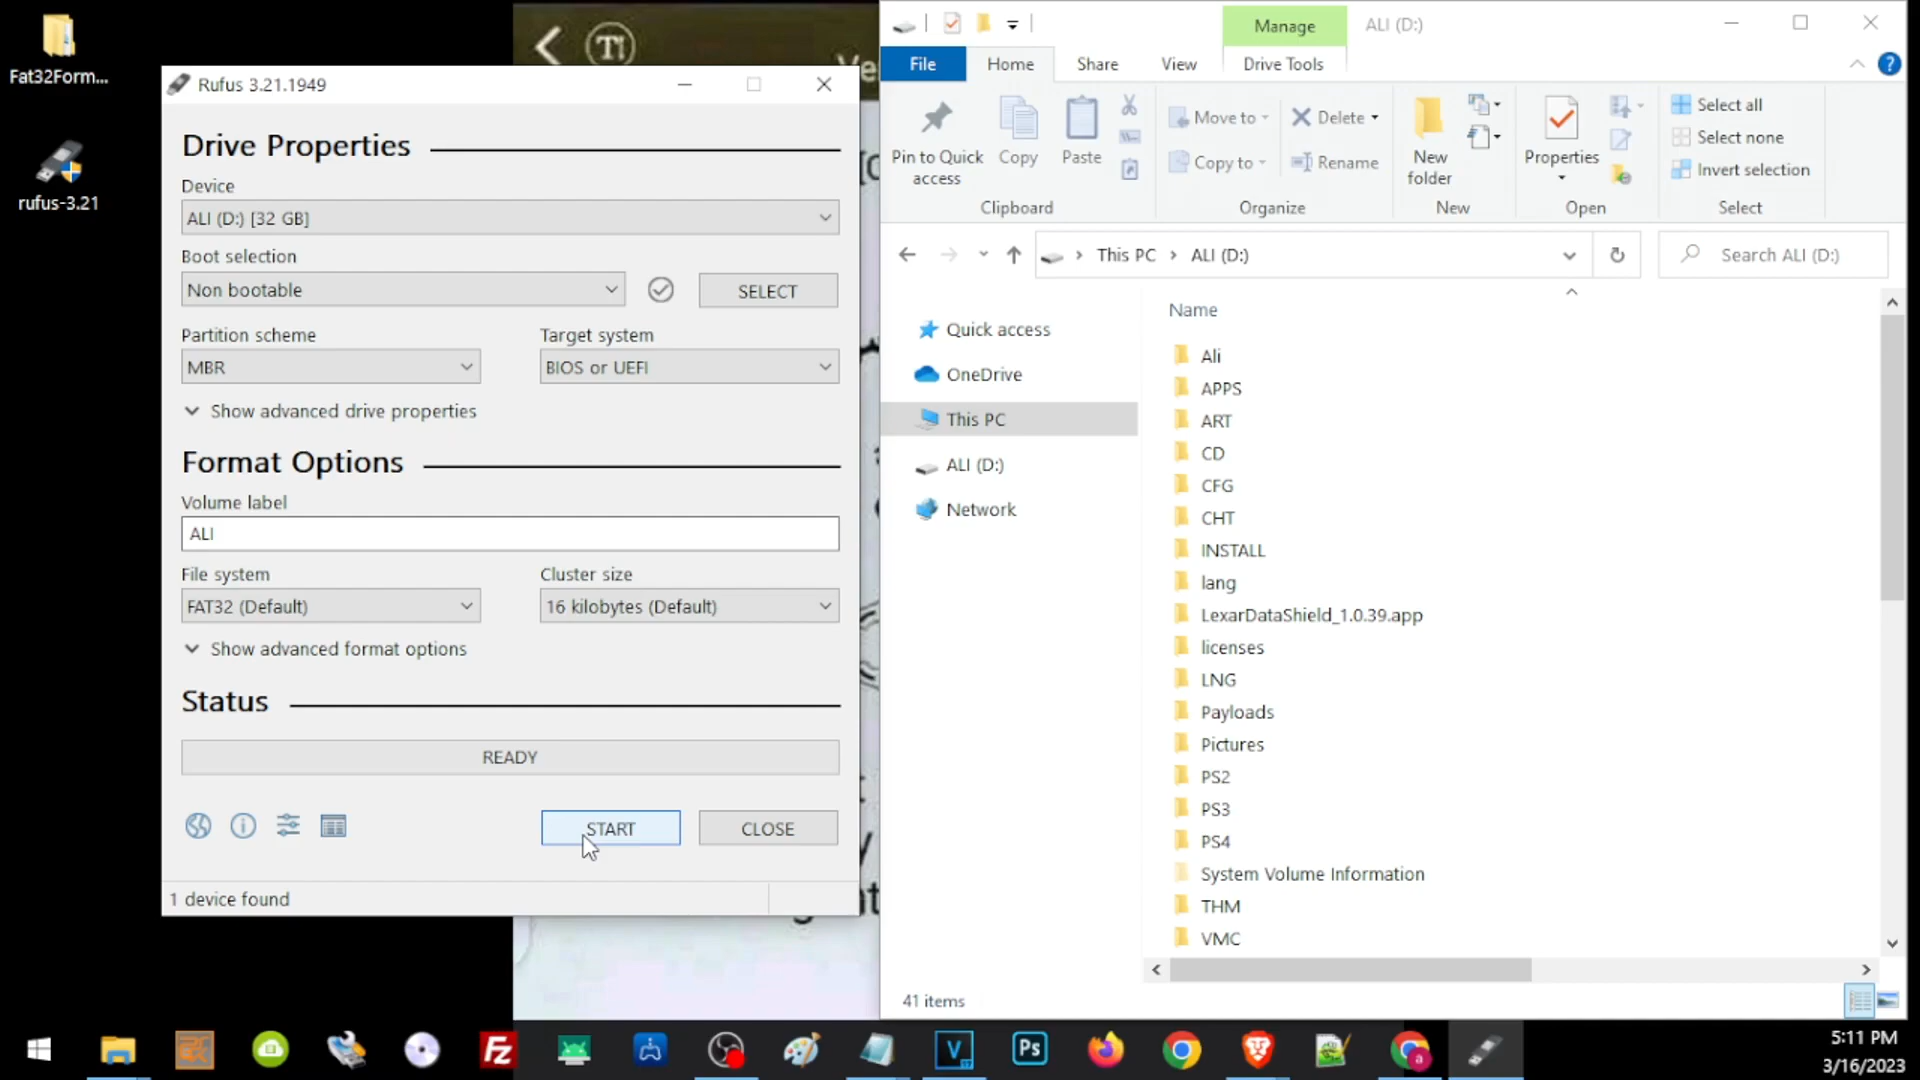 Fat32Form...
rufus-3.21
Rufus 3.21.1949
Drive Properties
Device
ALI (D:) [32 GB]
Boot selection
Non bootable
SELECT
Partition scheme
Target system
MBR
BIOS or UEFI
Show advanced drive properties
Format Options
Volume label
ALI
File system
Cluster size
FAT32 (Default)
16 kilobytes (Default)
Show advanced format options
Status
READY
START
CLOSE
1 device found
Manage
ALI (D:)
File
Home
Share
View
Drive Tools
Pin to Quick access
Copy
Paste
Move to
Copy to
Delete
Rename
New folder
Properties
Select all
Select none
Invert selection
Clipboard
Organize
New
Open
Select
This PC
ALI (D:)
Search ALI (D:)
Quick access
OneDrive
This PC
ALI (D:)
Network
Name
Ali
APPS
ART
CD
CFG
CHT
INSTALL
lang
LexarDataShield_1.0.39.app
licenses
LNG
Payloads
Pictures
PS2
PS3
PS4
System Volume Information
THM
VMC
41 items
Fz
V
Ps
5:11 PM
3/16/2023